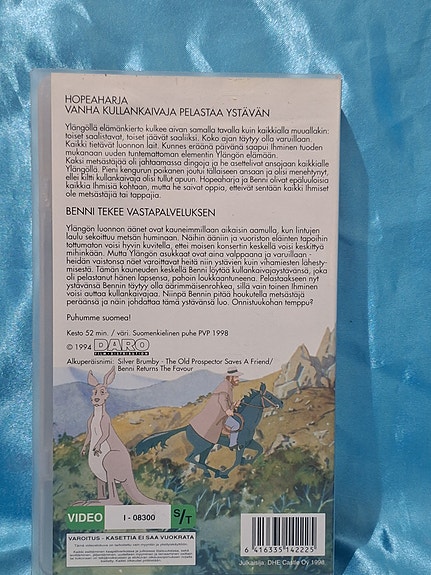 HOPEAHARJA
VANHA KULLANKAIVAJA PELASTAA YSTÄVÄN
Ylängöllä elämänkierto kulkee aivan samalla tavalla kuin kaikkialla muuallakin:
toiset saalistavat, toiset jäävät saaliiksi. Koko ajan täytyy olla varuillaan.
Kaikki tietävät luonnon lait. Kunnes eräänä päivänä saapui Ihminen tuoden
mukanaan uuden tuntemattoman elementin Ylängön elämään.
Kaksi metsästäjää oli jahtaamassa dingoja ja he asettelivat ansojaan kaikkialle
Ylängöllä. Pieni kengurun poikanen joutui tällaiseen ansaan ja olisi menehtynyt,
ellei kiltti kullankaivaja olisi tullut apuun. Hopeaharja ja Benni olivat epäluuloisia
kaikkia Ihmisiä kohtaan, mutta he saivat oppia, etteivät sentään kaikki Ihmiset
ole metsästäjiä tai tappajia.
BENNI TEKEE VASTAPALVELUKSEN
Ylängön luonnon äänet ovat kauneimmillaan aikaisin aamulla, kun lintujen
laulu sekoittuu metsän huminaan. Näihin ääniin ja vuoriston eläinten tapoihin
tottumaton voisi hyvin kuvitella, ettei moisen konsertin keskellä voisi keskittyä
mihinkään. Mutta Ylängön asukkaat ovat aina valppaana ja varuillaan -
heidän vaistonsa näet varoittavat heitä niin ystävien kuin vihamiesten lähesty-
misestä. Tämän kauneuden keskellä Benni löytää kullankaivajaystävänsä, joka
oli pelastanut hänen lapsensa, pahoin loukkaantuneena. Pelastaakseen nyt
ystävänsä Bennin täytyy olla äärimmäisenrohkea, sillä vain toinen Ihminen
voisi auttaa kullankaivajaa. Niinpä Bennin pitää houkutella metsästäjä
peräänsä ja näin johdattaa tämä ystävänsä luo. Onnistuukohan temppu?
Puhumme suomea!
Kesto 52 min. / väri. Suomenkielinen puhe PVP 1998
© 1994 DARO
FILM DISTRIBUTION
Alkuperäisnimi: Silver Brumby - The Old Prospector Saves A Friend/
Benni Returns The Favour
VIDEO I - 08300 S/T
VAROITUS - KASETTIA EI SAA VUOKRATA
6 416335 142225
Julkaisija: DHE Castle Oy 1998